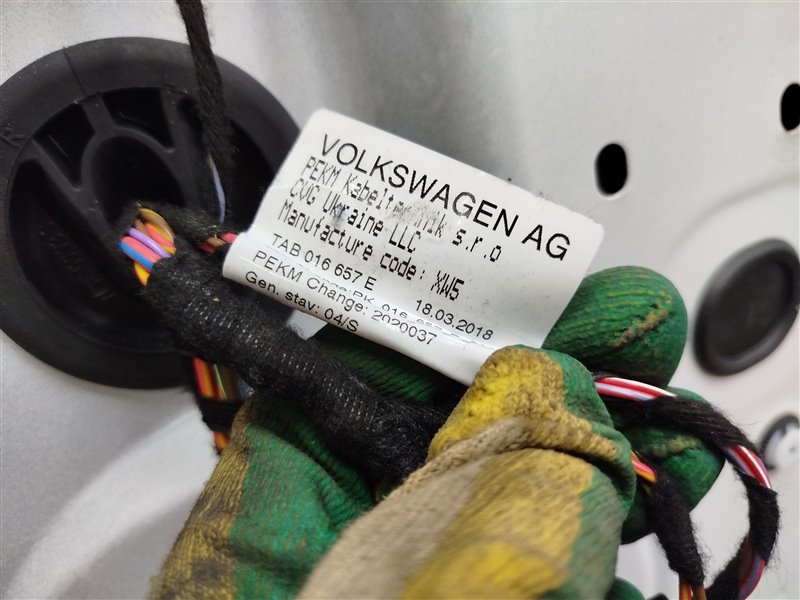 VOLKSWAGEN AG
PEKM Kabeltechnik s.r.o
CVG Ukraine LLC
Manufacture code: XW5
TAB 016 657 E 18.03.2018
PEKM Change: 2020037
Gen. stav: 04/S